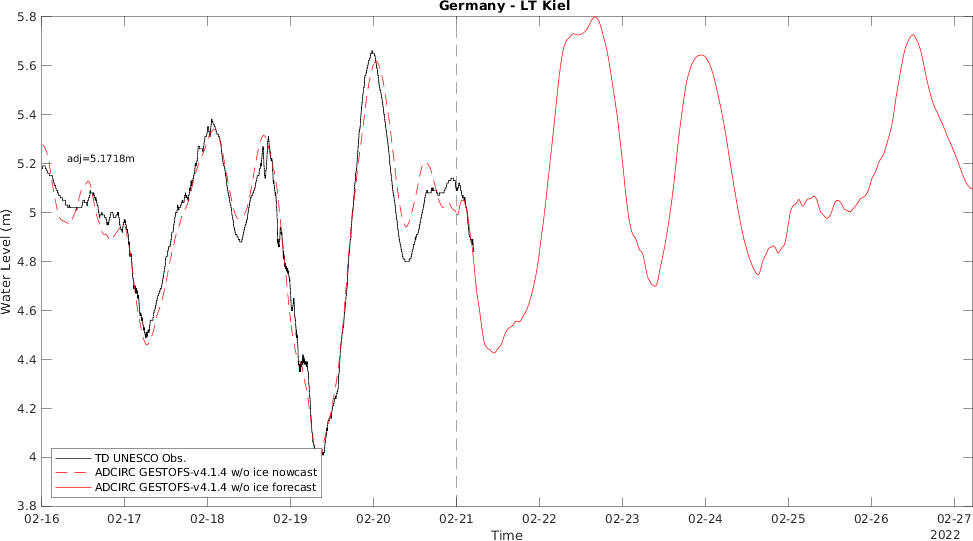 Germany - LT Kiel
5.8
5.6
5.4
5.2
5
4.8
4.6
4.4
4.2
4
3.8
Water Level (m)
adj=5.1718m
TD UNESCO Obs.
ADCIRC GESTOFS-v4.1.4 w/o ice nowcast
ADCIRC GESTOFS-v4.1.4 w/o ice forecast
02-16 02-17 02-18 02-19 02-20 02-21 02-22 02-23 02-24 02-25 02-26 02-27
Time
2022